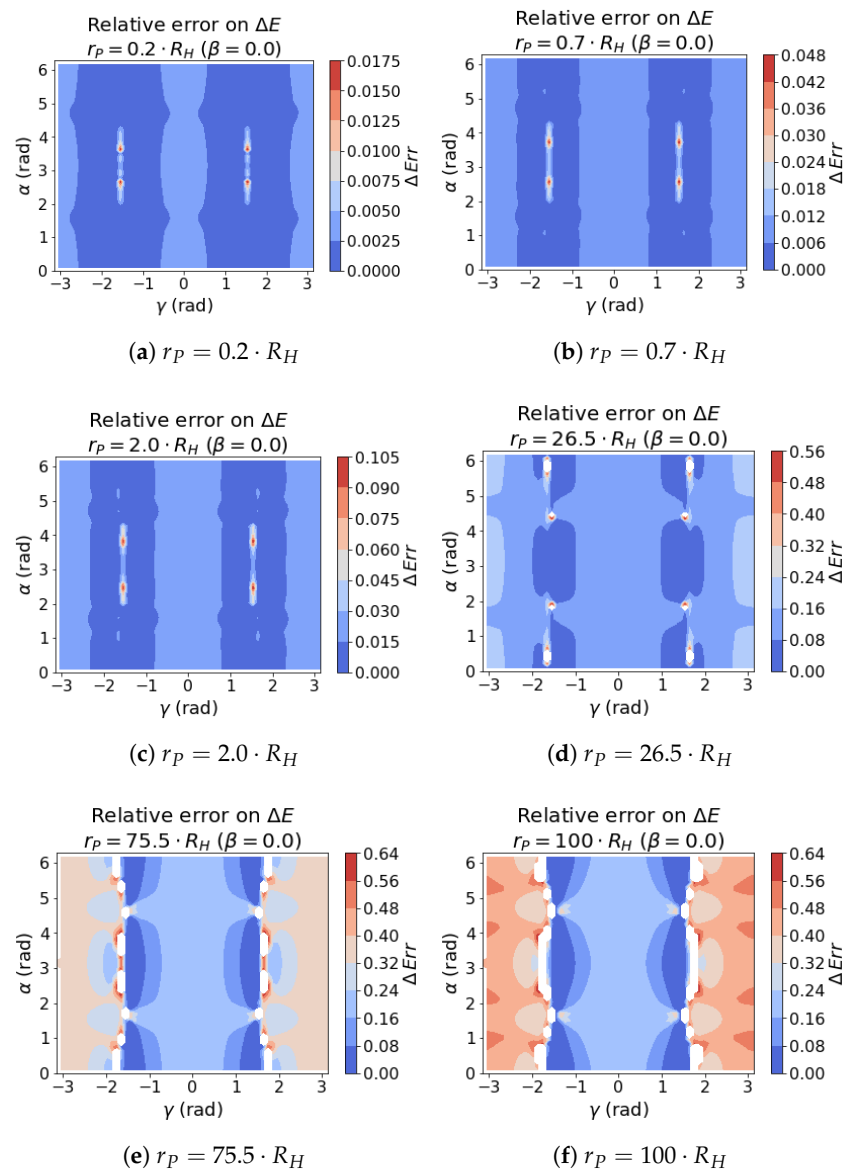 Relative error on ΔE
r_P = 0.2 · R_H (β = 0.0)
α (rad)
6
5
4
3
2
1
0
−3 −2 −1 0 1 2 3
γ (rad)
0.0175
0.0150
0.0125
0.0100
0.0075
0.0050
0.0025
0.0000
Δ Err
(a) r_P = 0.2 · R_H
Relative error on ΔE
r_P = 0.7 · R_H (β = 0.0)
α (rad)
6
5
4
3
2
1
0
−3 −2 −1 0 1 2 3
γ (rad)
0.048
0.042
0.036
0.030
0.024
0.018
0.012
0.006
0.000
Δ Err
(b) r_P = 0.7 · R_H
Relative error on ΔE
r_P = 2.0 · R_H (β = 0.0)
α (rad)
6
5
4
3
2
1
0
−3 −2 −1 0 1 2 3
γ (rad)
0.105
0.090
0.075
0.060
0.045
0.030
0.015
0.000
Δ Err
(c) r_P = 2.0 · R_H
Relative error on ΔE
r_P = 26.5 · R_H (β = 0.0)
α (rad)
6
5
4
3
2
1
0
−3 −2 −1 0 1 2 3
γ (rad)
0.56
0.48
0.40
0.32
0.24
0.16
0.08
0.00
Δ Err
(d) r_P = 26.5 · R_H
Relative error on ΔE
r_P = 75.5 · R_H (β = 0.0)
α (rad)
6
5
4
3
2
1
0
−3 −2 −1 0 1 2 3
γ (rad)
0.64
0.56
0.48
0.40
0.32
0.24
0.16
0.08
0.00
Δ Err
(e) r_P = 75.5 · R_H
Relative error on ΔE
r_P = 100 · R_H (β = 0.0)
α (rad)
6
5
4
3
2
1
0
−3 −2 −1 0 1 2 3
γ (rad)
0.64
0.56
0.48
0.40
0.32
0.24
0.16
0.08
0.00
Δ Err
(f) r_P = 100 · R_H